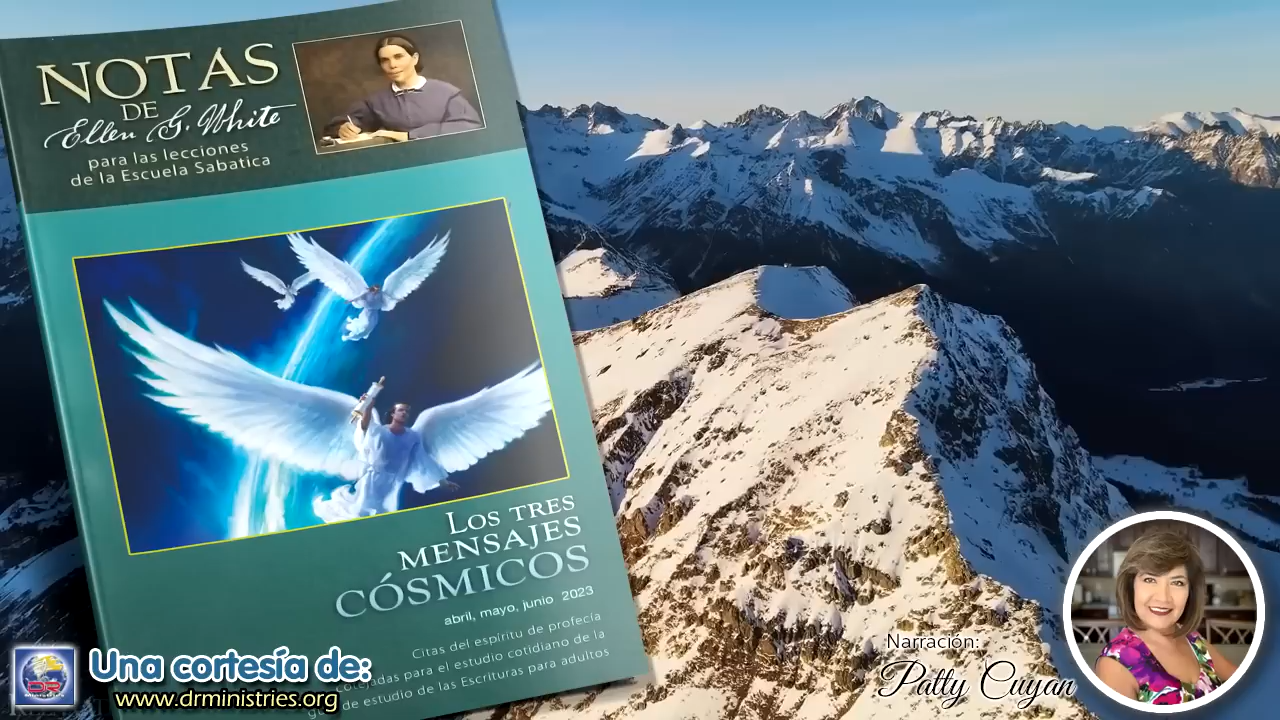 NOTAS
DE
Ellen G. White
para las lecciones
de la Escuela Sabatica
LOS TRES
MENSAJES
CÓSMICOS
abril, mayo, junio 2023
Citas del espíritu de profecía
cotejadas para el estudio cotidiano de la
de estudio de las Escrituras para adultos
Una cortesía de:
www.drministries.org
DR
Ministries
Narración:
Patty Cuyan